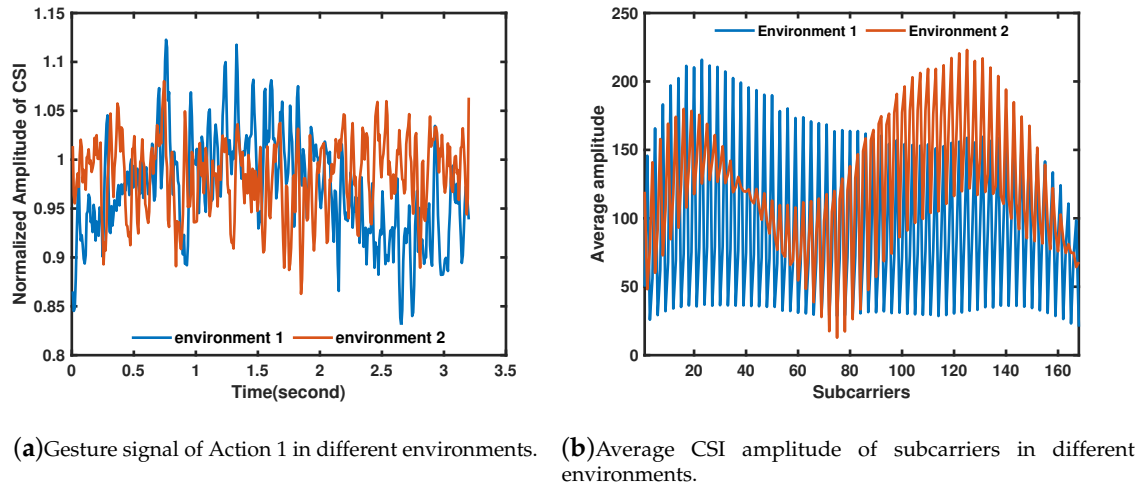 1.15
1.1
1.05
1
0.95
0.9
0.85
0.8
Normalized Amplitude of CSI
environment 1 environment 2
0 0.5 1 1.5 2 2.5 3 3.5
Time(second)
250
200
150
100
50
0
Average amplitude
Environment 1 Environment 2
20 40 60 80 100 120 140 160
Subcarriers
(a)Gesture signal of Action 1 in different environments.
(b)Average CSI amplitude of subcarriers in different
environments.